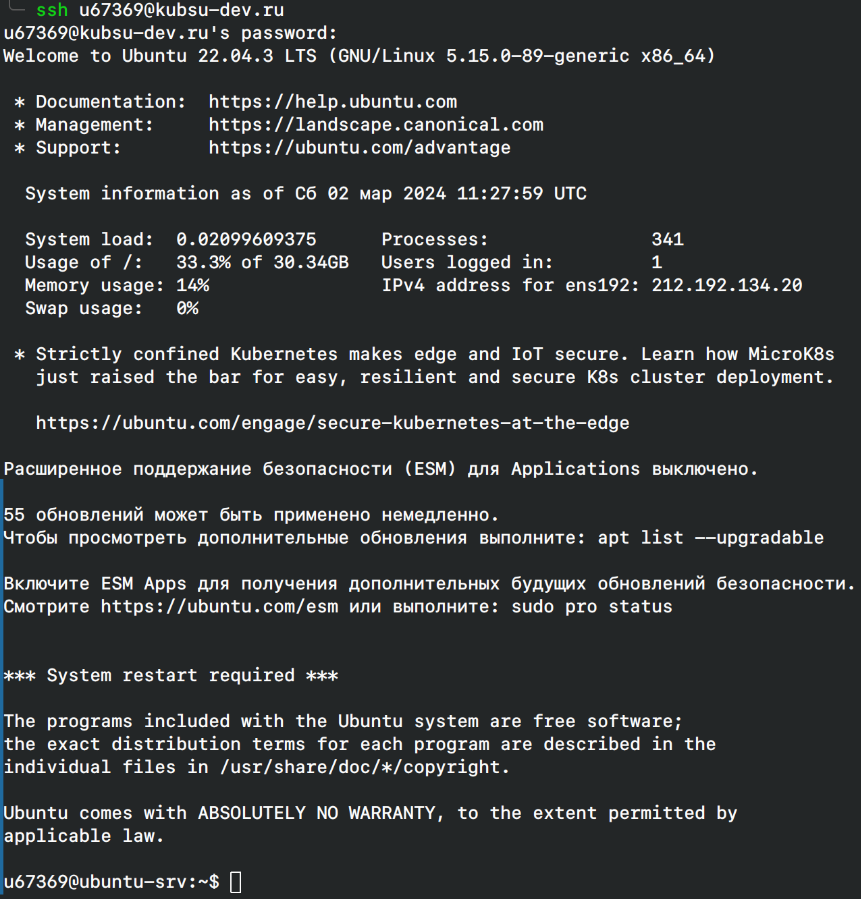 ssh u67369@kubsu-dev.ru
u67369@kubsu-dev.ru's password:
Welcome to Ubuntu 22.04.3 LTS (GNU/Linux 5.15.0-89-generic x86_64)
* Documentation:  https://help.ubuntu.com
* Management:     https://landscape.canonical.com
* Support:        https://ubuntu.com/advantage
System information as of Сб 02 мар 2024 11:27:59 UTC
System load:  0.02099609375      Processes:               341
Usage of /:   33.3% of 30.34GB   Users logged in:         1
Memory usage: 14%                IPv4 address for ens192: 212.192.134.20
Swap usage:   0%
* Strictly confined Kubernetes makes edge and IoT secure. Learn how MicroK8s
just raised the bar for easy, resilient and secure K8s cluster deployment.
https://ubuntu.com/engage/secure-kubernetes-at-the-edge
Расширенное поддержание безопасности (ESM) для Applications выключено.
55 обновлений может быть применено немедленно.
Чтобы просмотреть дополнительные обновления выполните: apt list --upgradable
Включите ESM Apps для получения дополнительных будущих обновлений безопасности.
Смотрите https://ubuntu.com/esm или выполните: sudo pro status
*** System restart required ***
The programs included with the Ubuntu system are free software;
the exact distribution terms for each program are described in the
individual files in /usr/share/doc/*/copyright.
Ubuntu comes with ABSOLUTELY NO WARRANTY, to the extent permitted by
applicable law.
u67369@ubuntu-srv:~$